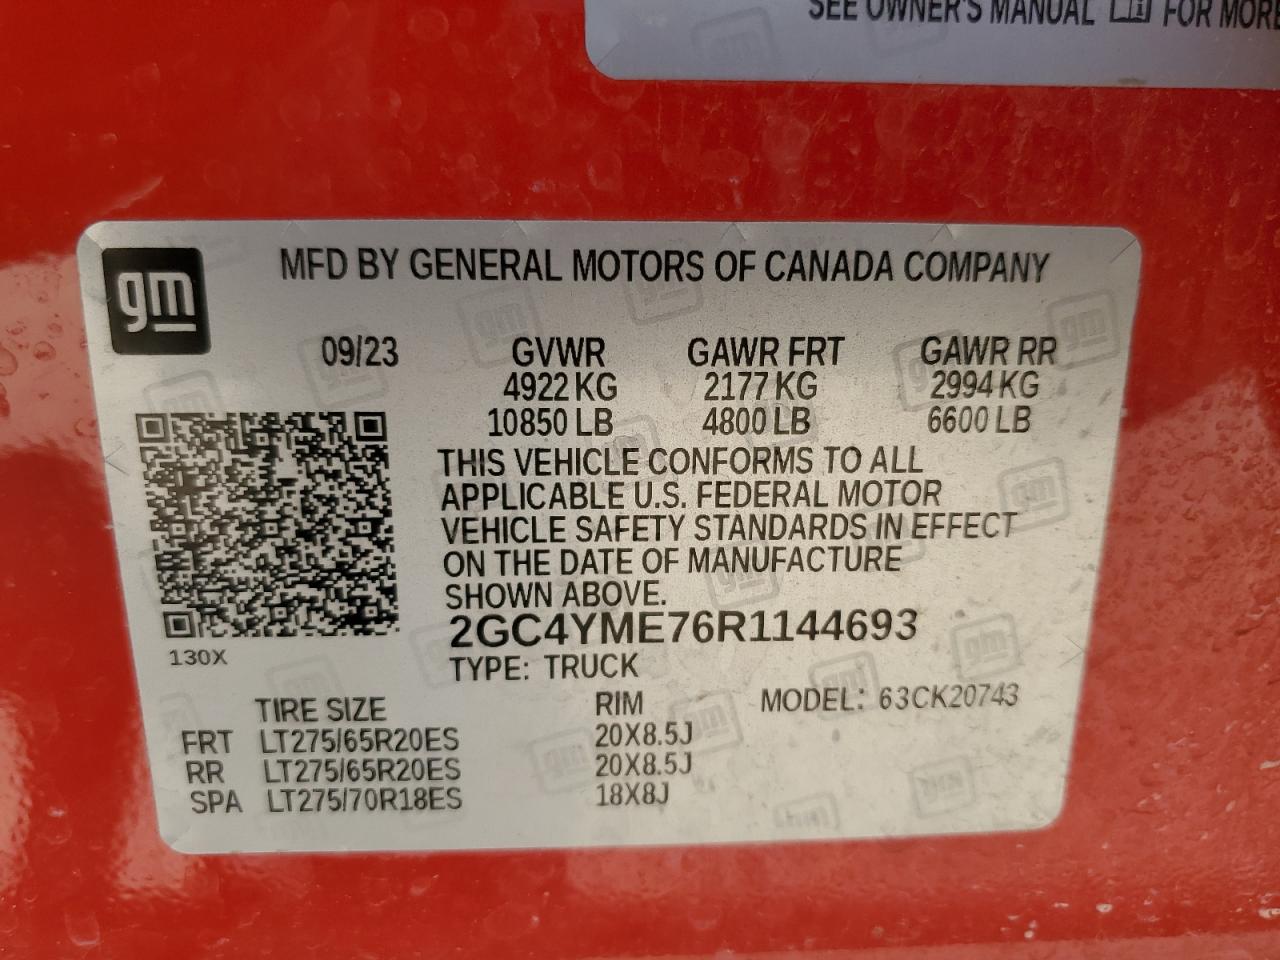 SEE OWNER'S MANUAL FOR MORE
gm
MFD BY GENERAL MOTORS OF CANADA COMPANY
09/23 GVWR GAWR FRT GAWR RR
4922 KG 2177 KG 2994 KG
10850 LB 4800 LB 6600 LB
THIS VEHICLE CONFORMS TO ALL
APPLICABLE U.S. FEDERAL MOTOR
VEHICLE SAFETY STANDARDS IN EFFECT
ON THE DATE OF MANUFACTURE
SHOWN ABOVE.
2GC4YME76R1144693
130X
TYPE: TRUCK
TIRE SIZE RIM MODEL: 63CK20743
FRT LT275/65R20ES 20X8.5J
RR LT275/65R20ES 20X8.5J
SPA LT275/70R18ES 18X8J